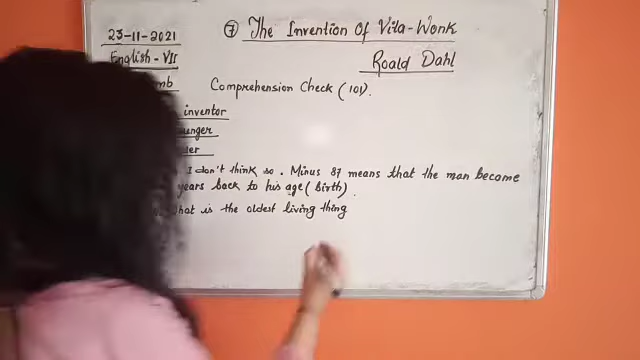 23-11-2021
⑦ The Invention Of Vita-Wonk
English - VII
Roald Dahl
Comprehension Check (101).
inventor
I don't think so. Minus 87 means that the man become
years back to his age (birth).
what is the oldest living thing